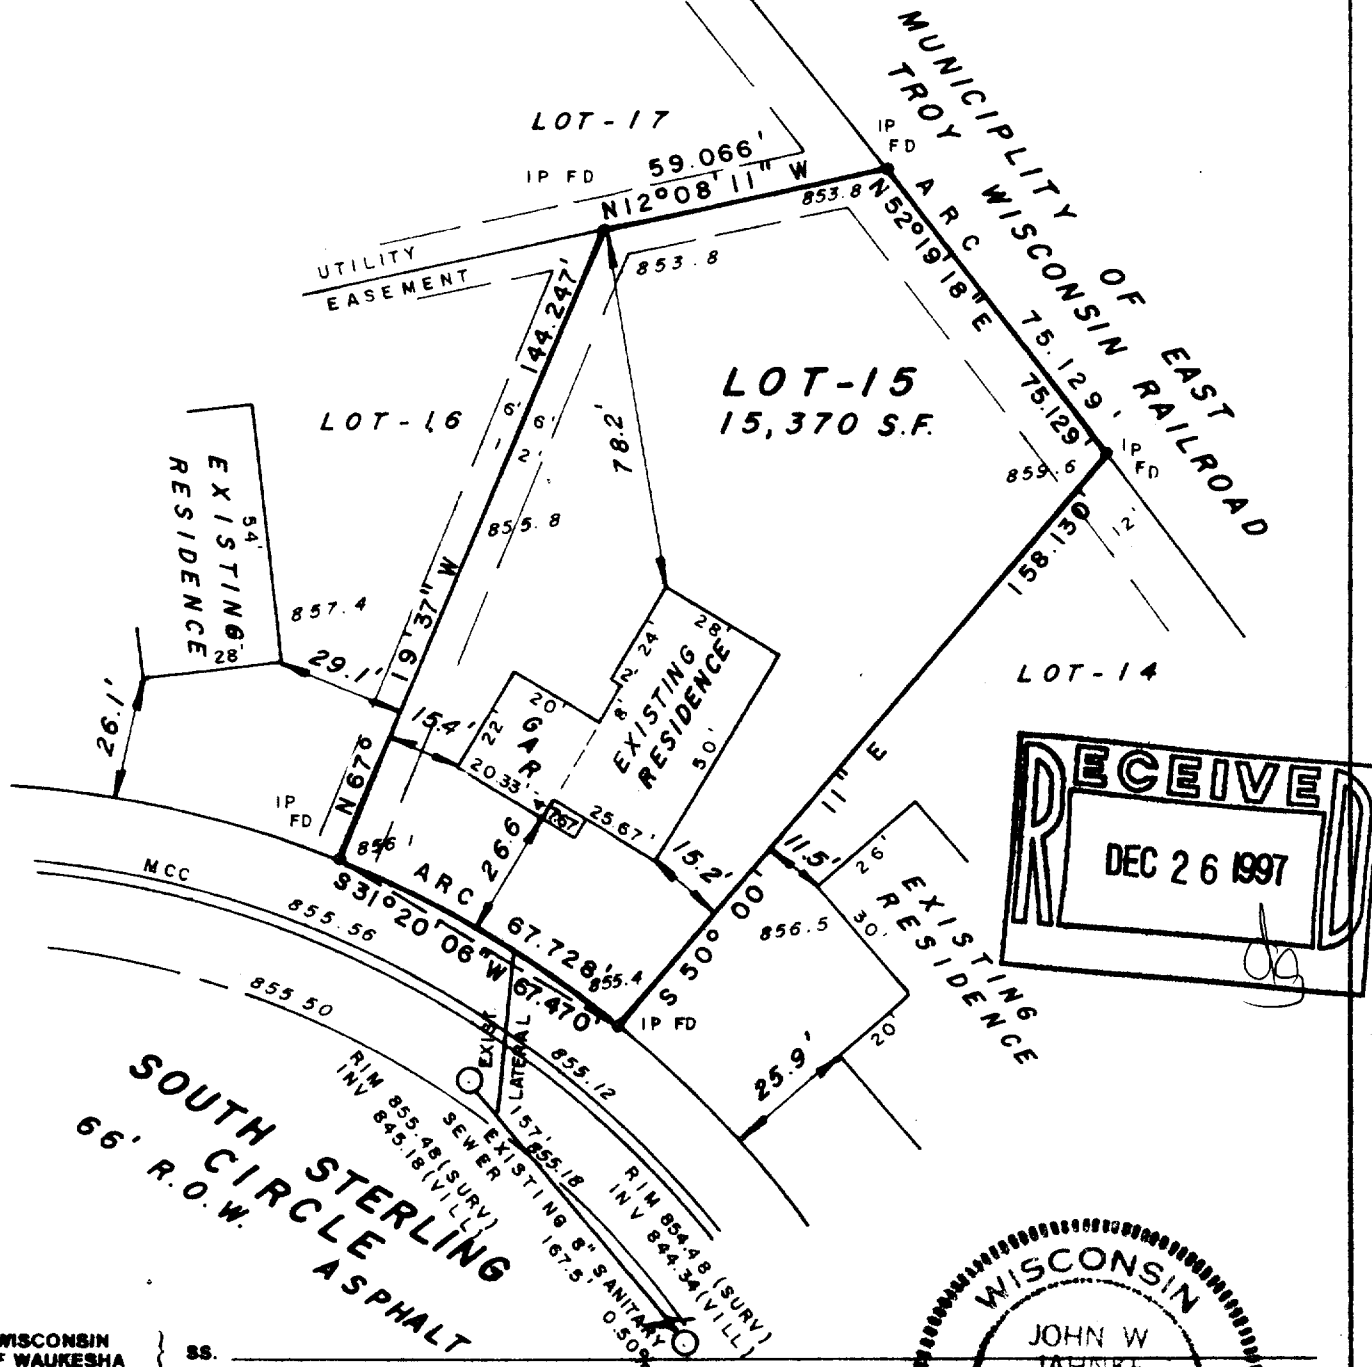 MUNICIPLITY OF EAST
TROY WISCONSIN RAILROAD
LOT-17
IP FD
59.066'
N12°08'11" W
IP
FD
853.8
853.8
UTILITY
EASEMENT
ARC 75.129'
N52°19'18"E 75.129'
144.247'
LOT-15
15,370 S.F.
LOT-16
6'
6'
2'
78.2'
859.6
IP
FD
12'
158.130'
EXISTING
RESIDENCE
54'
28'
855.8
857.4
29.1'
26.1'
19'37" W
N 67°
15.4'
20'
22'
GAR
20.33'
2'
24'
28'
8'
EXISTING
RESIDENCE
50'
4'
7.67
25.67'
26.6
15.2'
LOT-14
11" E
S 50° 00'
11.5'
26'
30'
20'
EXISTING
RESIDENCE
856.5
25.9'
RECEIVED
DEC 26 1997
IP
FD
856'
ARC 67.728'
S31°20'06"W 67.470'
855.4
IP FD
MCC
855.56
855.50
855.12
EXIST.
LATERAL
157'
855.18
RIM 855.48 (SURV)
INV 845.18 (VILL)
EXISTING 8" SANITARY
SEWER
167.5' 0.50%
RIM 854.48 (SURV)
INV 844.34 (VILL)
SOUTH STERLING
CIRCLE
66' R.O.W. ASPHALT
WISCONSIN
WAUKESHA
SS.
WISCONSIN
JOHN W